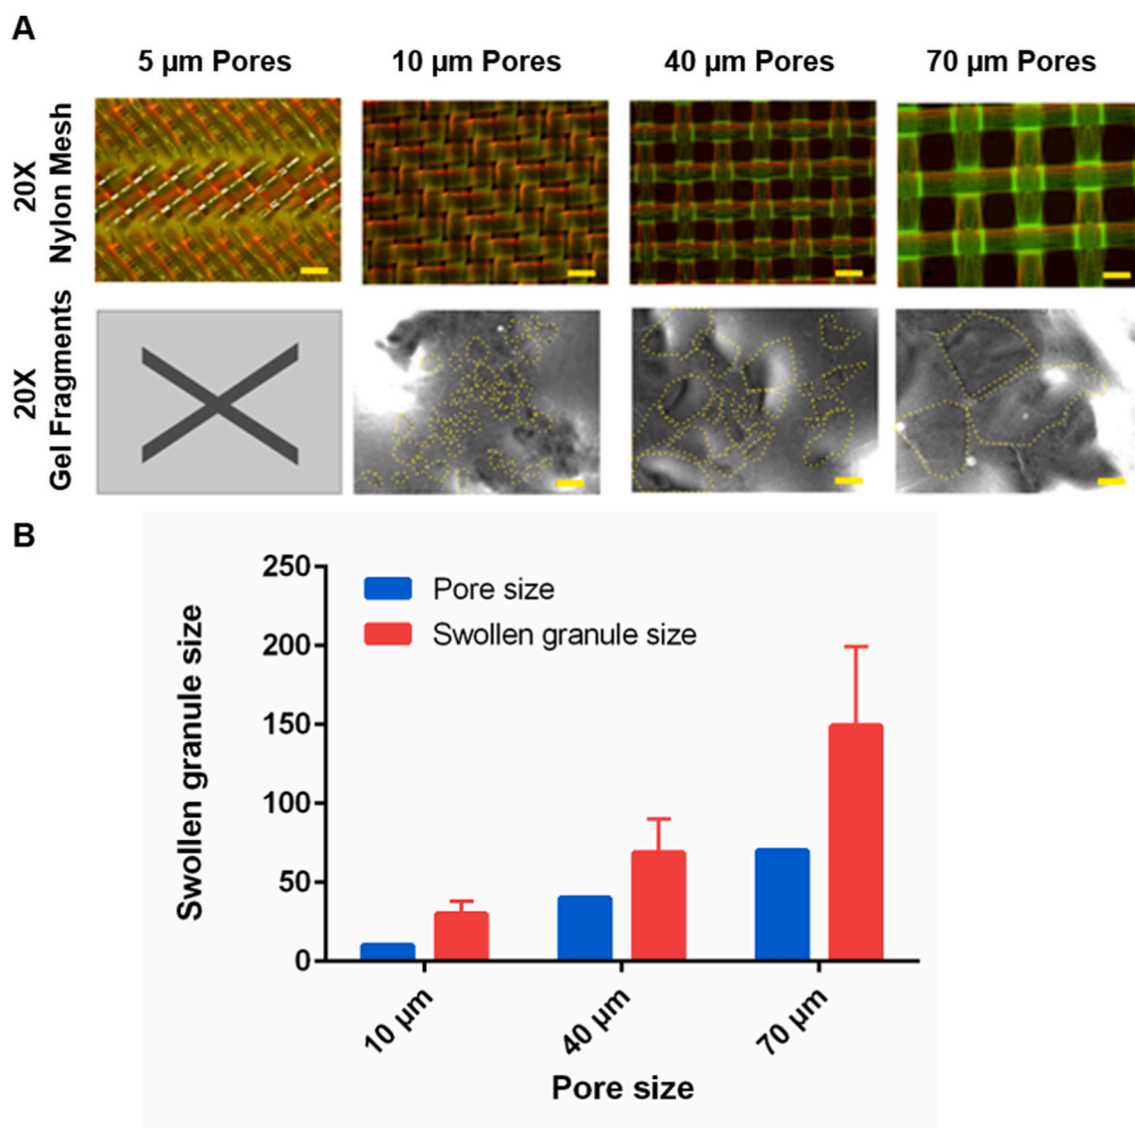 A
5 µm Pores
10 µm Pores
40 µm Pores
70 µm Pores
20X
Nylon Mesh
20X
Gel Fragments
B
250
200
150
100
50
0
Swollen granule size
Pore size
Swollen granule size
10 µm
40 µm
70 µm
Pore size